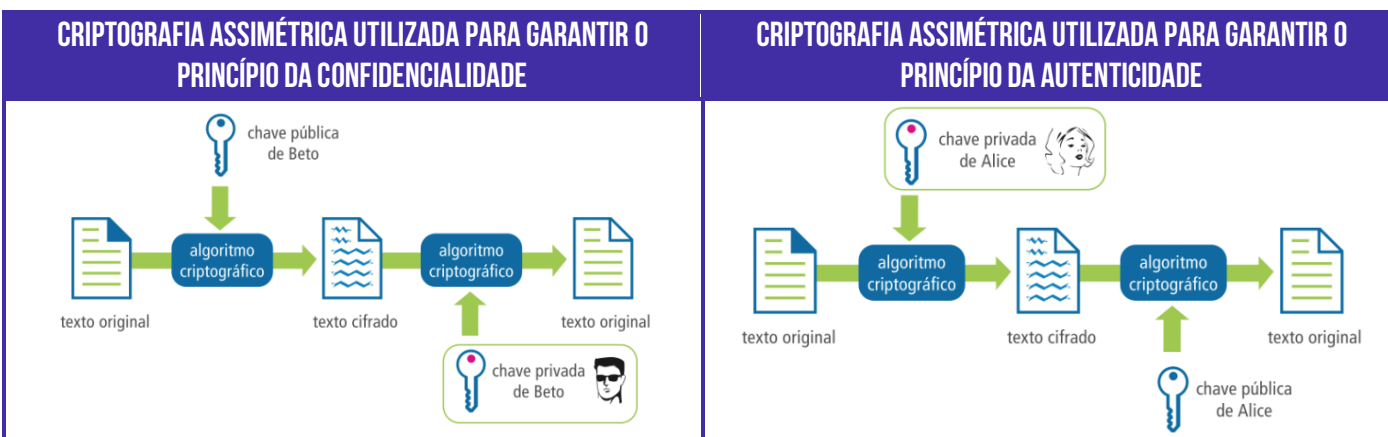 CRIPTOGRAFIA ASSIMÉTRICA UTILIZADA PARA GARANTIR O
PRINCÍPIO DA CONFIDENCIALIDADE
chave pública
de Beto
algoritmo
criptográfico
algoritmo
criptográfico
texto original
texto cifrado
texto original
chave privada
de Beto
CRIPTOGRAFIA ASSIMÉTRICA UTILIZADA PARA GARANTIR O
PRINCÍPIO DA AUTENTICIDADE
chave privada
de Alice
algoritmo
criptográfico
algoritmo
criptográfico
texto original
texto cifrado
texto original
chave pública
de Alice